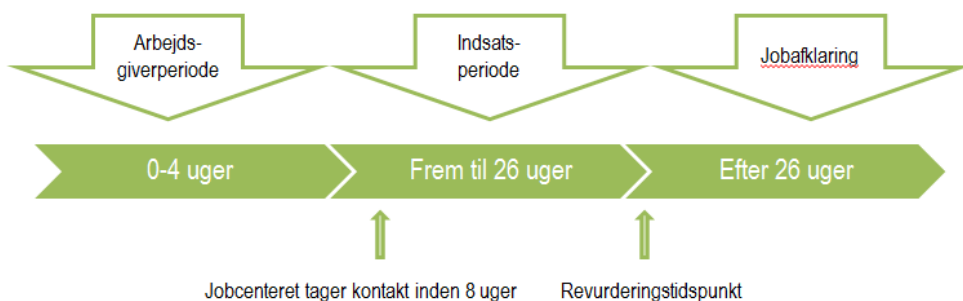 Arbejds-
giverperiode
Indsats-
periode
Jobafklaring
0-4 uger
Frem til 26 uger
Efter 26 uger
Jobcenteret tager kontakt inden 8 uger
Revurderingstidspunkt